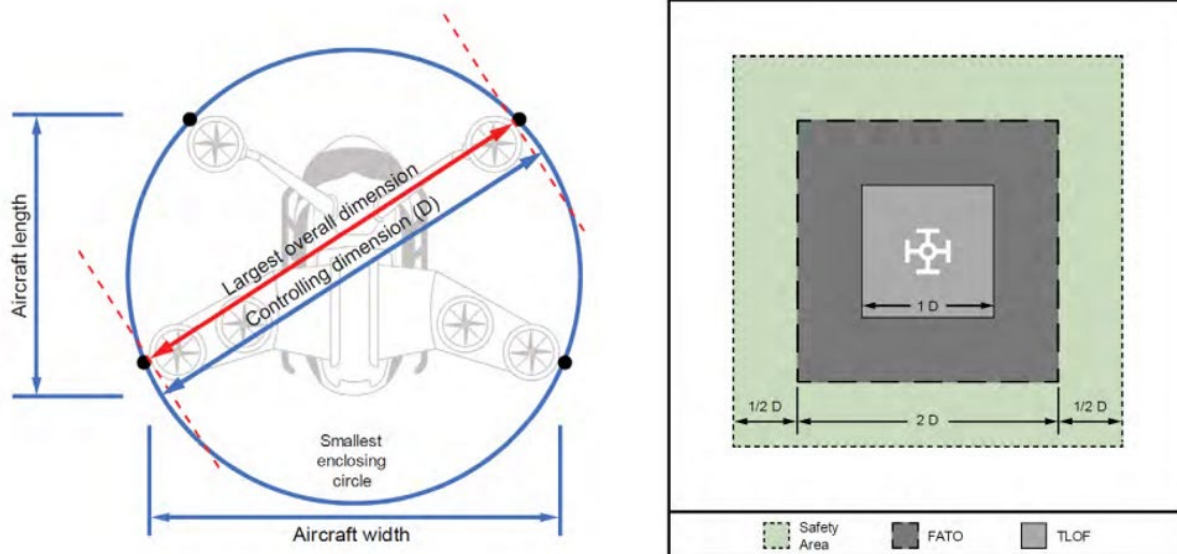 Aircraft length
Largest overall dimension
Controlling dimension (D)
Smallest
enclosing
circle
Aircraft width
1 D
1/2 D
2 D
1/2 D
Safety
Area
FATO
TLOF